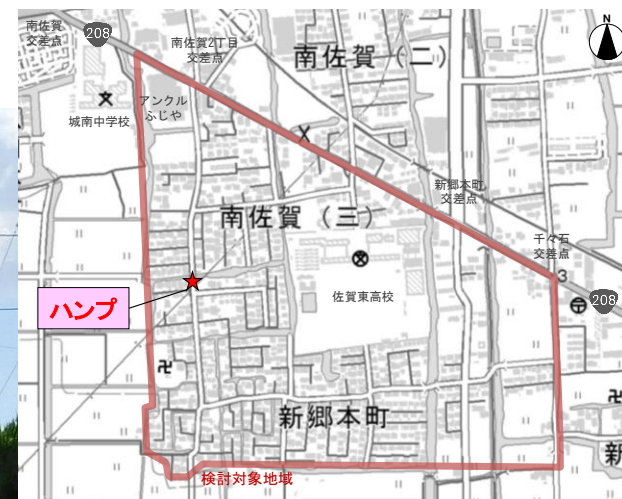 南佐賀
交差点
208
南佐賀2丁目
交差点
南佐賀（二）
N
アンクル
ふじや
城南中学校
新郷本町
交差点
南佐賀（三）
千々石
交差点
3
208
佐賀東高校
ハンプ
新郷本町
新
検討対象地域